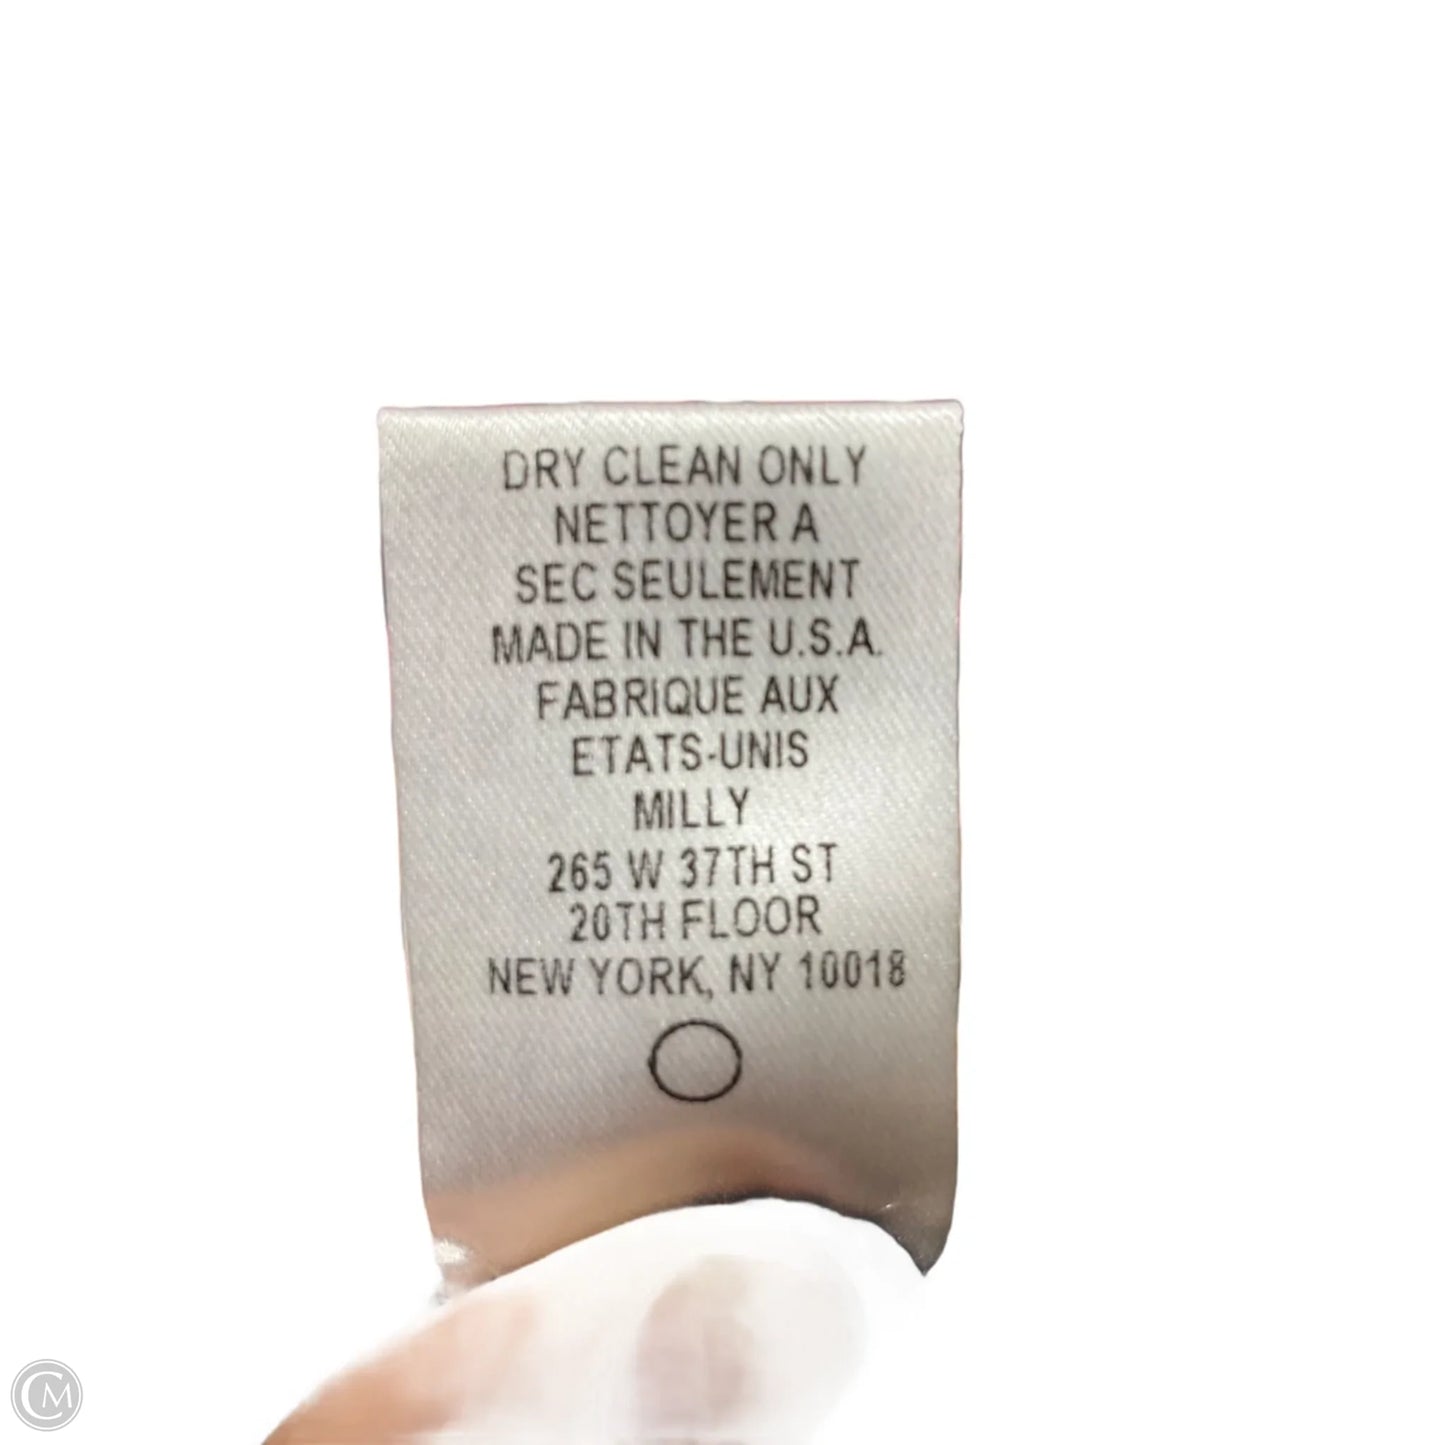 DRY CLEAN ONLY
NETTOYER A
SEC SEULEMENT
MADE IN THE U.S.A.
FABRIQUE AUX
ETATS-UNIS
MILLY
265 W 37TH ST
20TH FLOOR
NEW YORK, NY 10018
CM